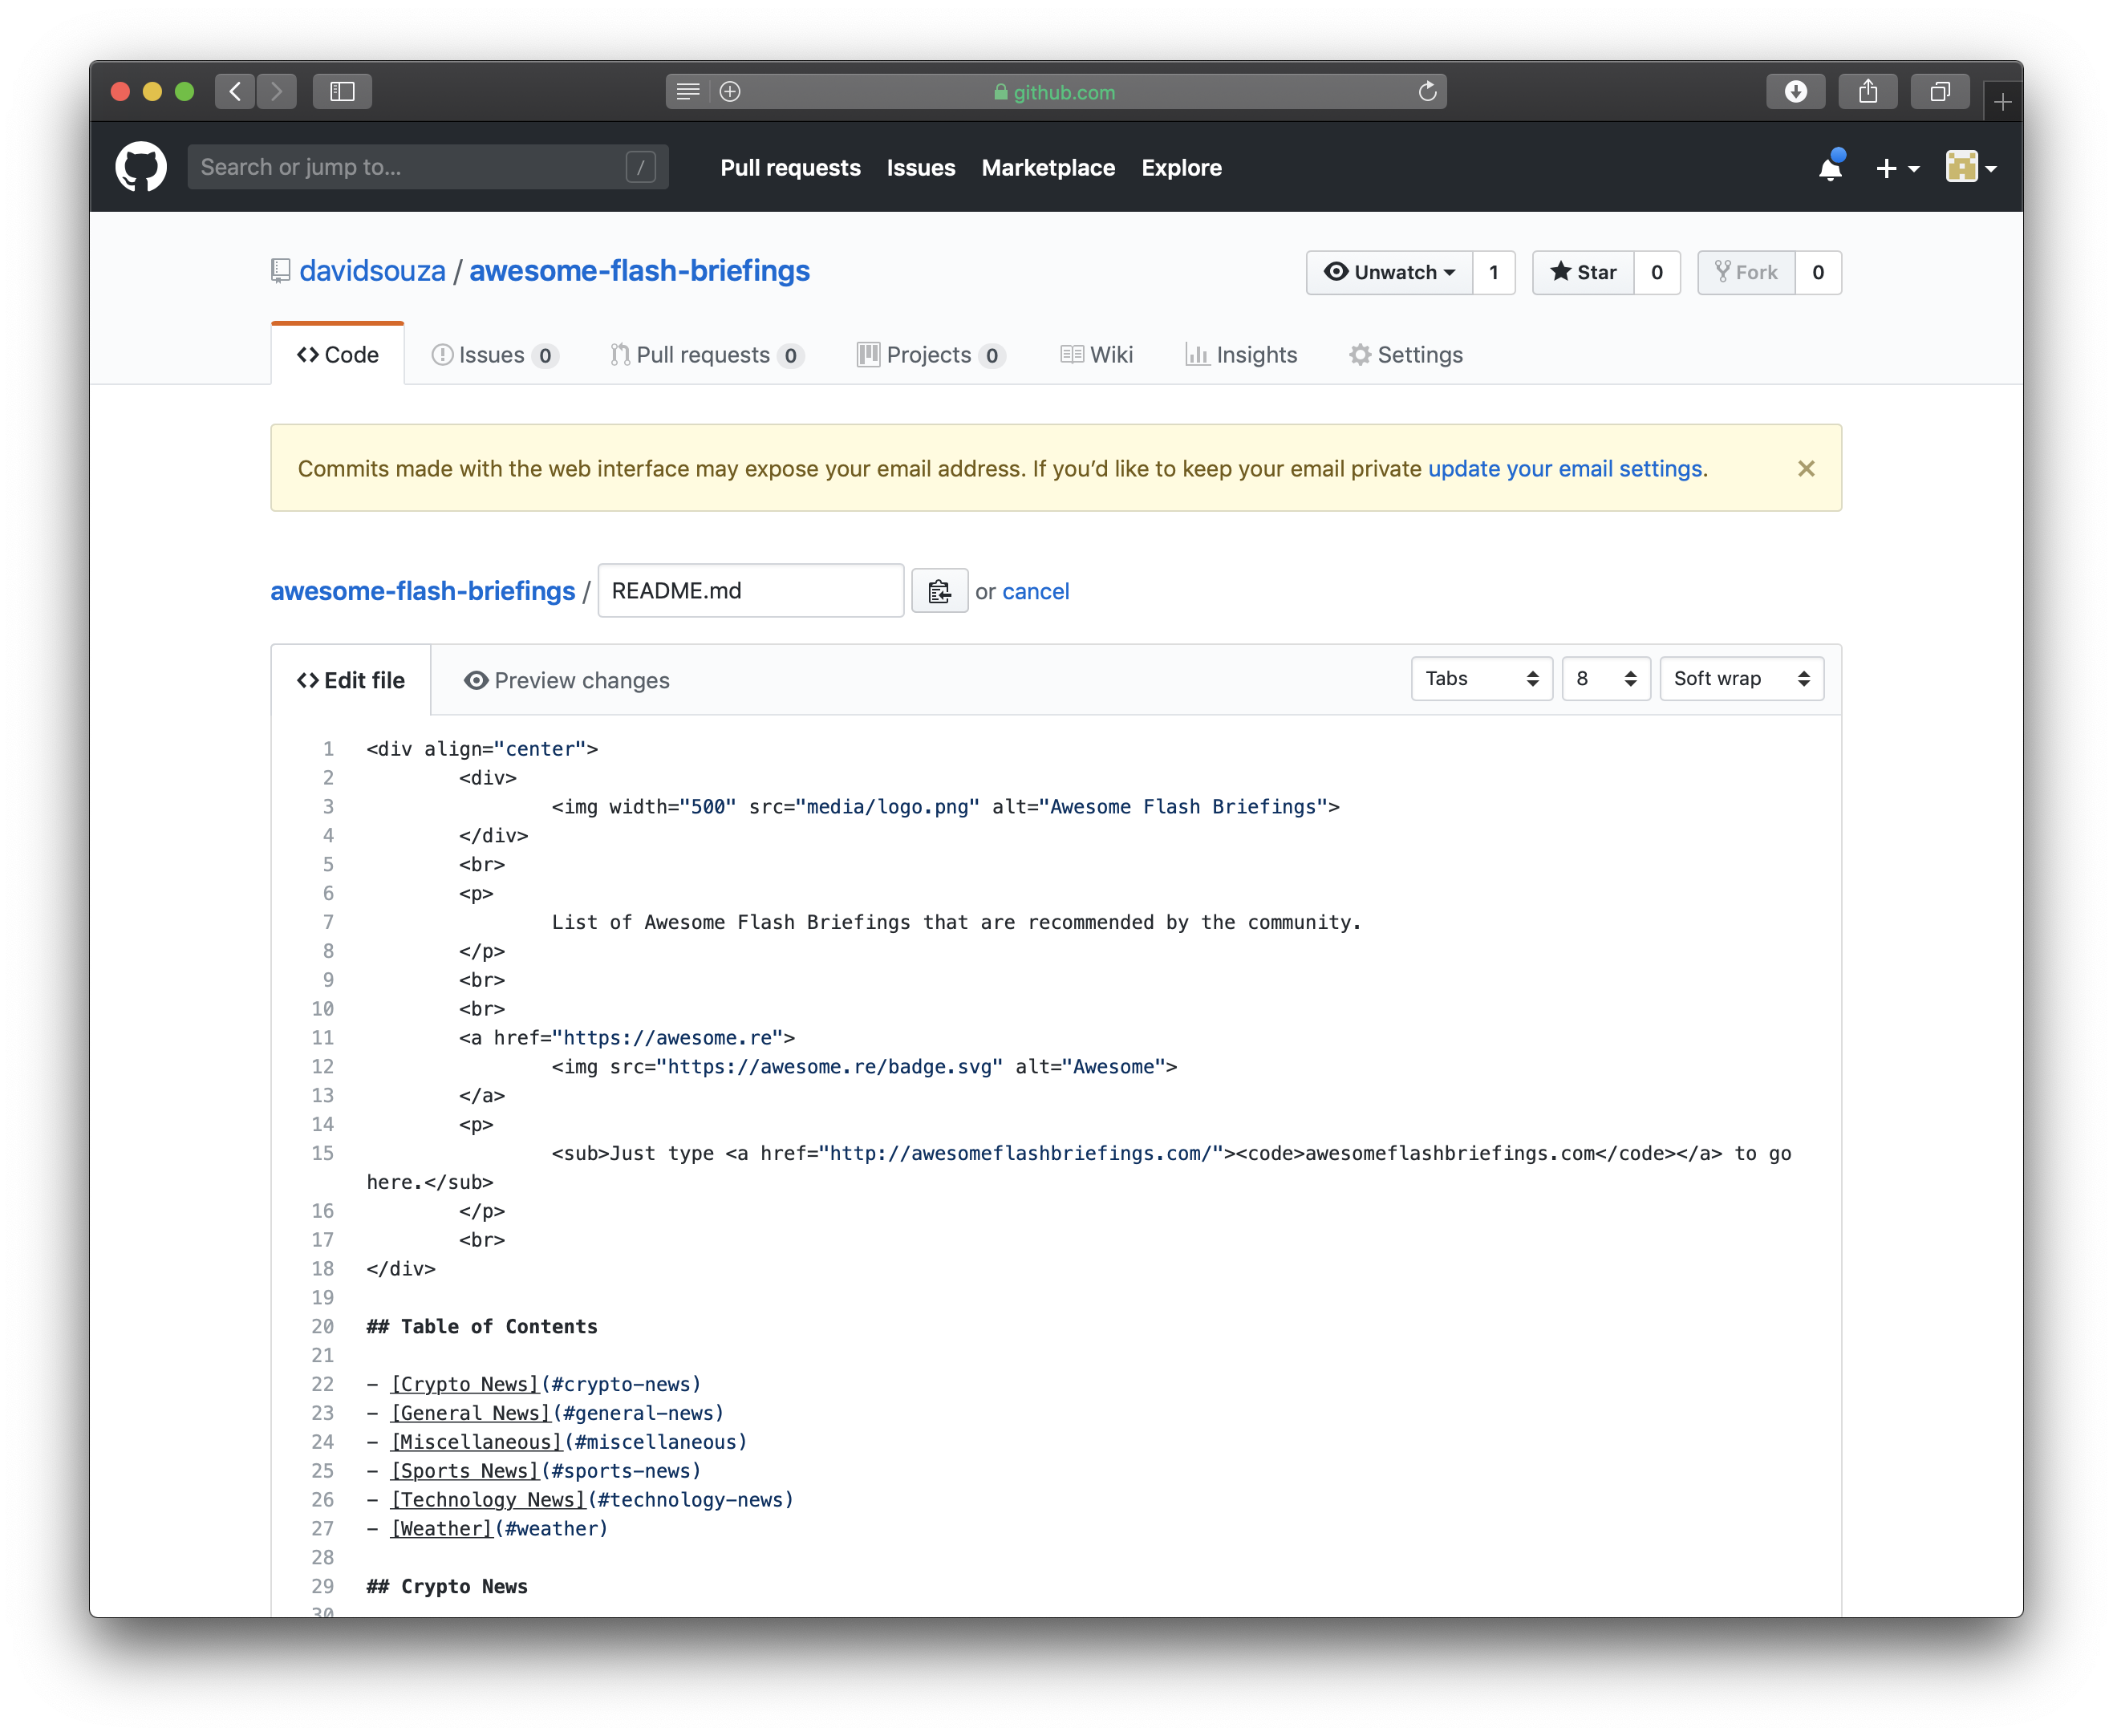 github.com
Search or jump to... /
Pull requests Issues Marketplace Explore
davidsouza / awesome-flash-briefings
Unwatch 1 Star 0 Fork 0
Code Issues 0 Pull requests 0 Projects 0 Wiki Insights Settings
Commits made with the web interface may expose your email address. If you’d like to keep your email private update your email settings.
awesome-flash-briefings / README.md or cancel
Edit file Preview changes Tabs 8 Soft wrap
1 <div align="center">
2 <div>
3 <img width="500" src="media/logo.png" alt="Awesome Flash Briefings">
4 </div>
5 <br>
6 <p>
7 List of Awesome Flash Briefings that are recommended by the community.
8 </p>
9 <br>
10 <br>
11 <a href="https://awesome.re">
12 <img src="https://awesome.re/badge.svg" alt="Awesome">
13 </a>
14 <p>
15 <sub>Just type <a href="http://awesomeflashbriefings.com/"><code>awesomeflashbriefings.com</code></a> to go
here.</sub>
16 </p>
17 <br>
18 </div>
19
20 ## Table of Contents
21
22 - [Crypto News](#crypto-news)
23 - [General News](#general-news)
24 - [Miscellaneous](#miscellaneous)
25 - [Sports News](#sports-news)
26 - [Technology News](#technology-news)
27 - [Weather](#weather)
28
29 ## Crypto News
30